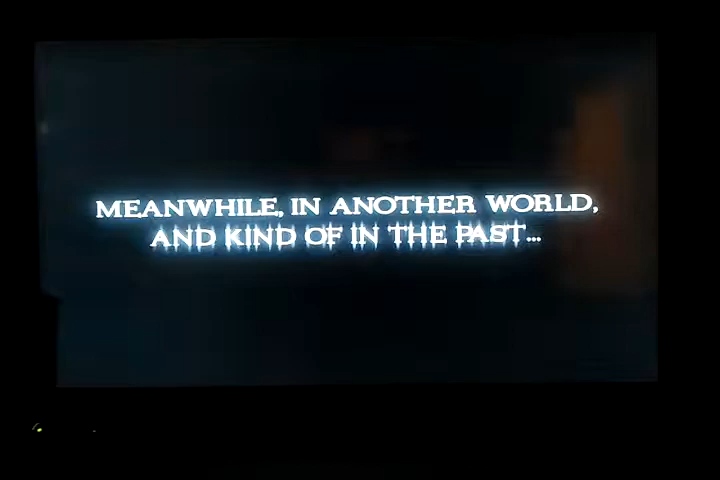 MEANWHILE, IN ANOTHER WORLD,
AND KIND OF IN THE PAST...